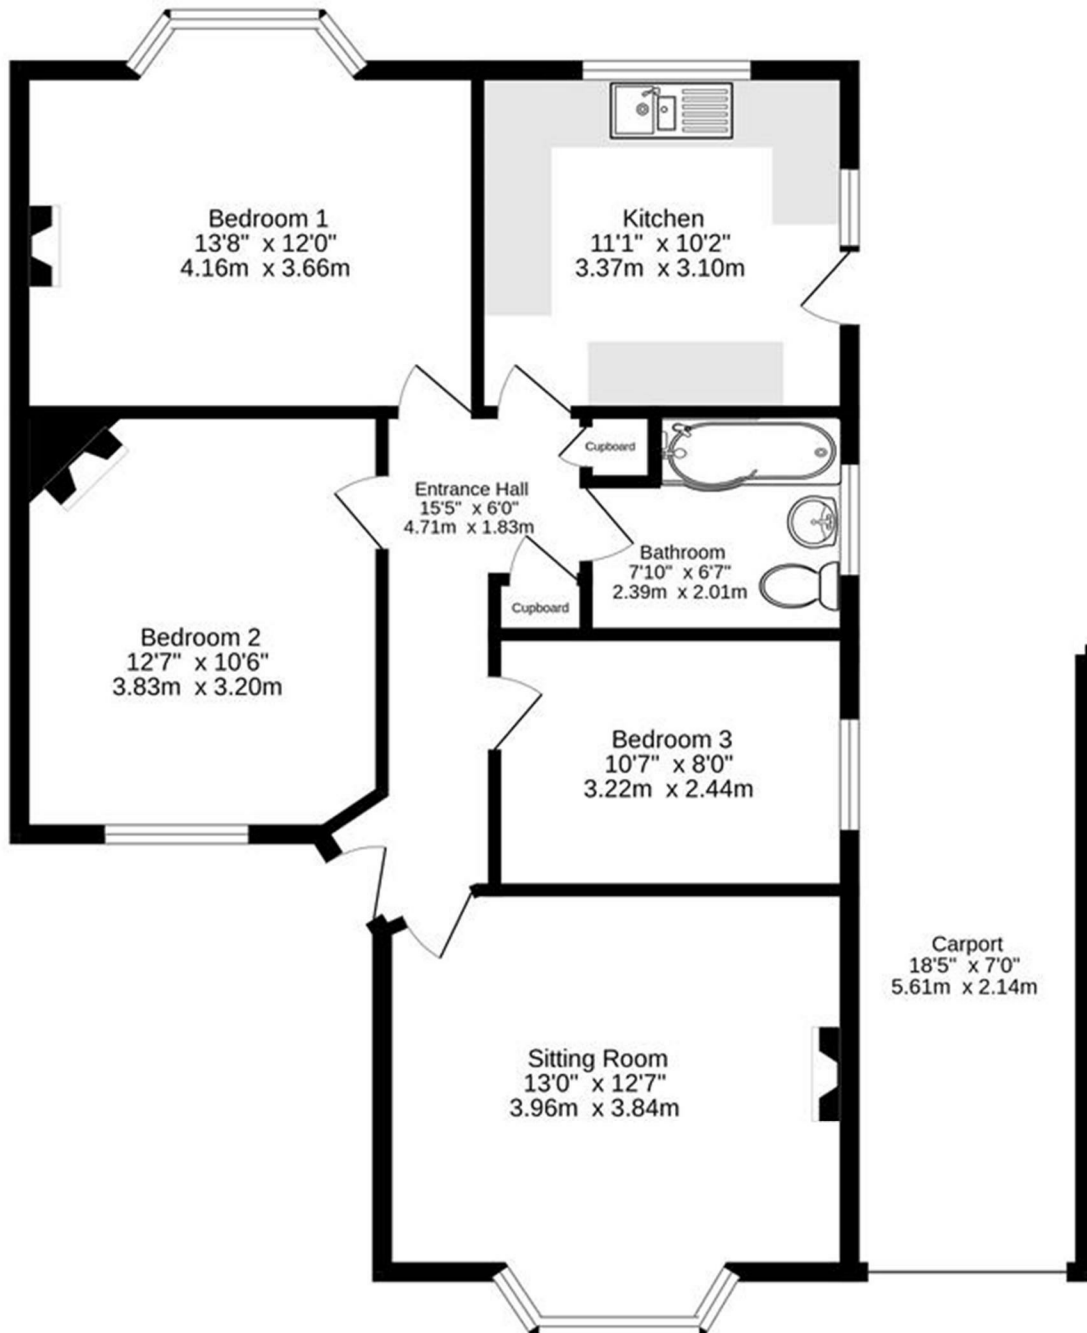 Bedroom 1
13'8" x 12'0"
4.16m x 3.66m
Kitchen
11'1" x 10'2"
3.37m x 3.10m
Cupboard
Entrance Hall
15'5" x 6'0"
4.71m x 1.83m
Bathroom
7'10" x 6'7"
2.39m x 2.01m
Cupboard
Bedroom 2
12'7" x 10'6"
3.83m x 3.20m
Bedroom 3
10'7" x 8'0"
3.22m x 2.44m
Carport
18'5" x 7'0"
5.61m x 2.14m
Sitting Room
13'0" x 12'7"
3.96m x 3.84m